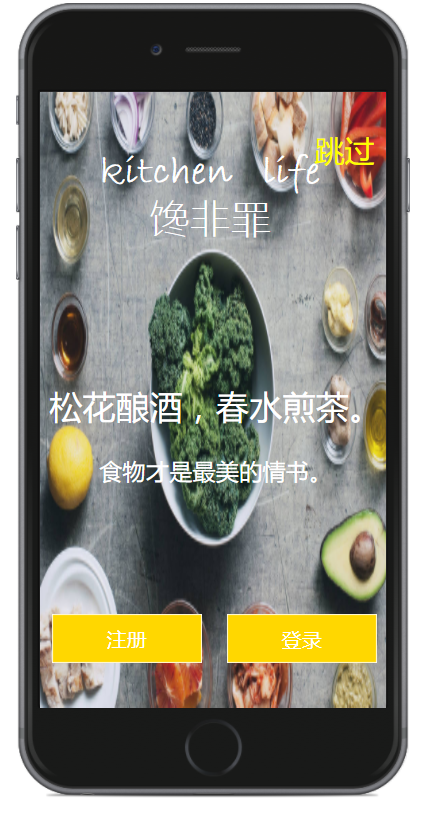 跳过
kitchen life
馋非罪
松花酿酒，春水煎茶。
食物才是最美的情书。
注册
登录